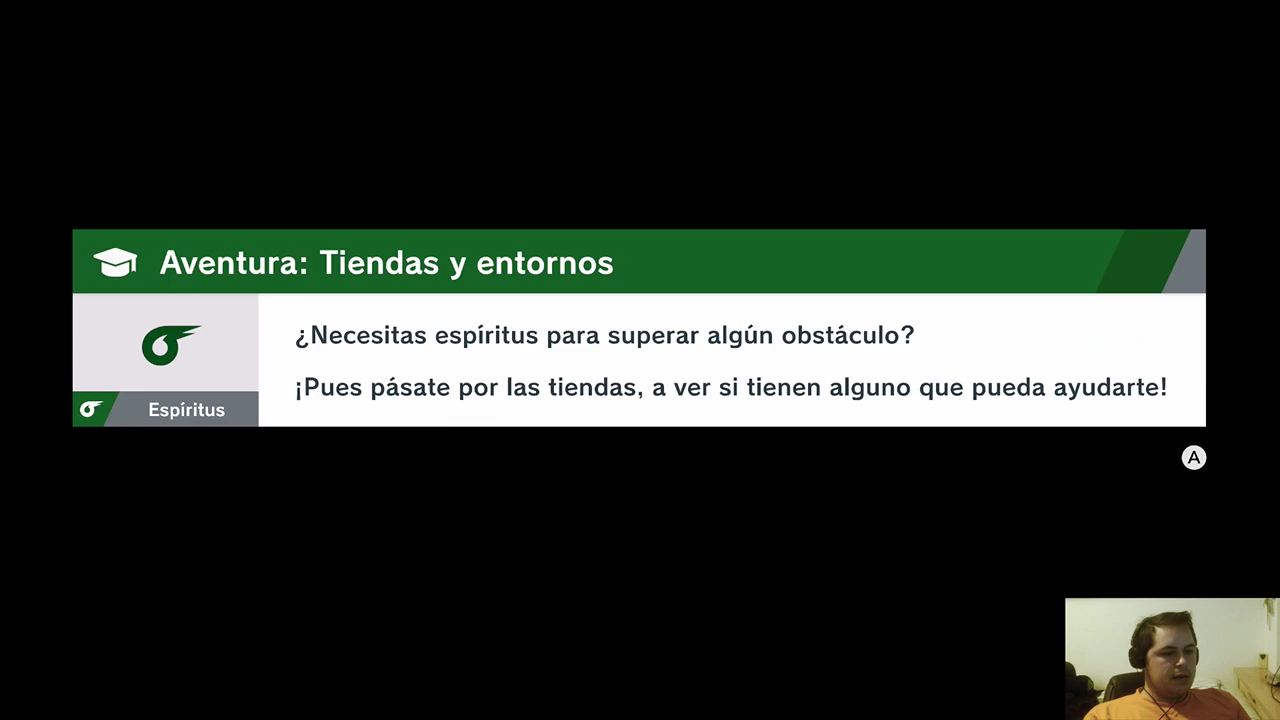 Aventura: Tiendas y entornos
¿Necesitas espíritus para superar algún obstáculo?
¡Pues pásate por las tiendas, a ver si tienen alguno que pueda ayudarte!
Espíritus
A